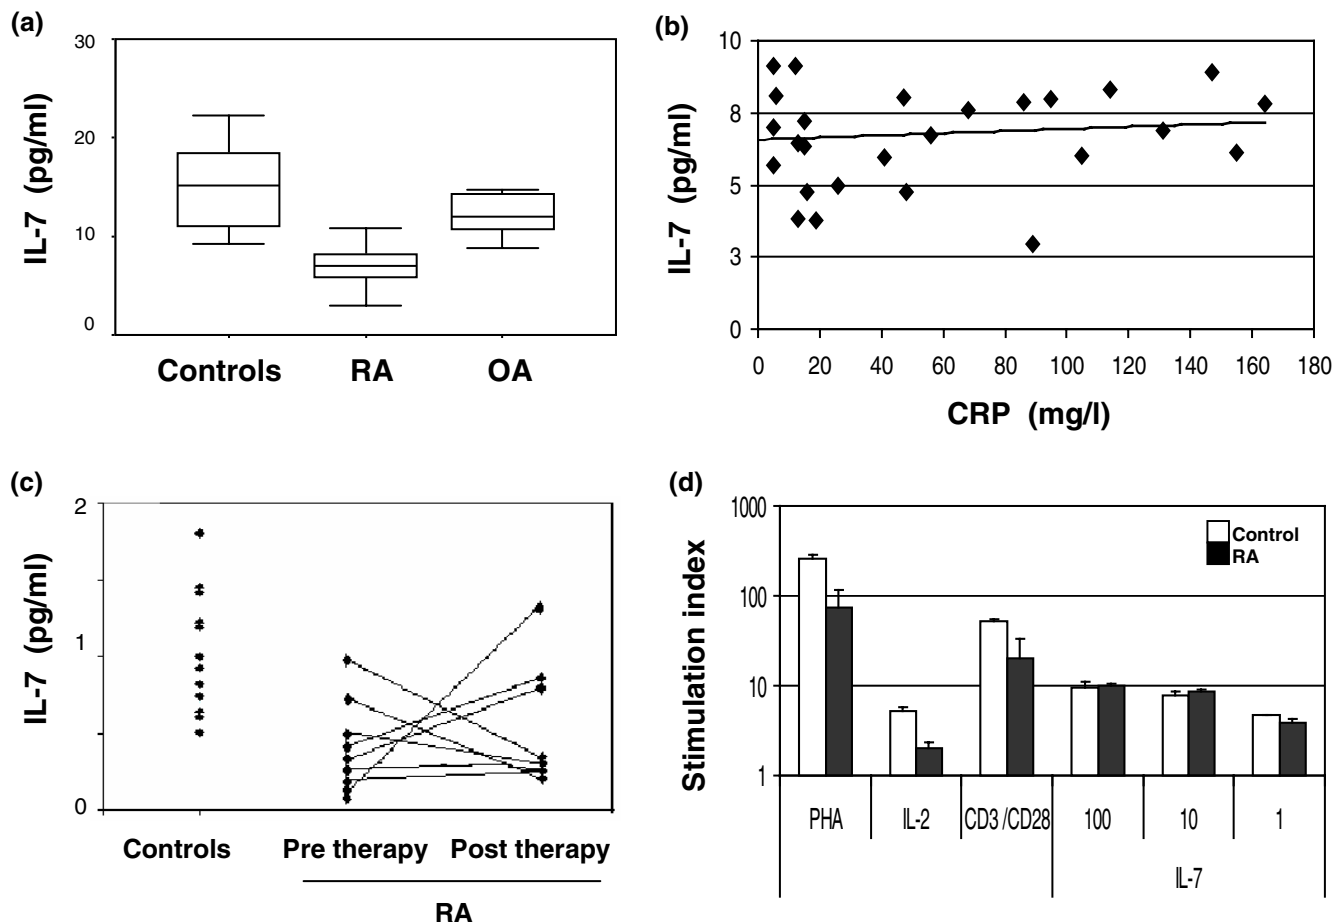 (a)
30
20
10
0
IL-7 (pg/ml)
Controls RA OA
(b)
10
8
5
3
0
IL-7 (pg/ml)
0 20 40 60 80 100 120 140 160 180
CRP (mg/l)
(c)
2
1
0
IL-7 (pg/ml)
Controls Pre therapy Post therapy
RA
(d)
1000
100
10
1
Stimulation index
Control
RA
PHA IL-2 CD3 /CD28 100 10 1
IL-7